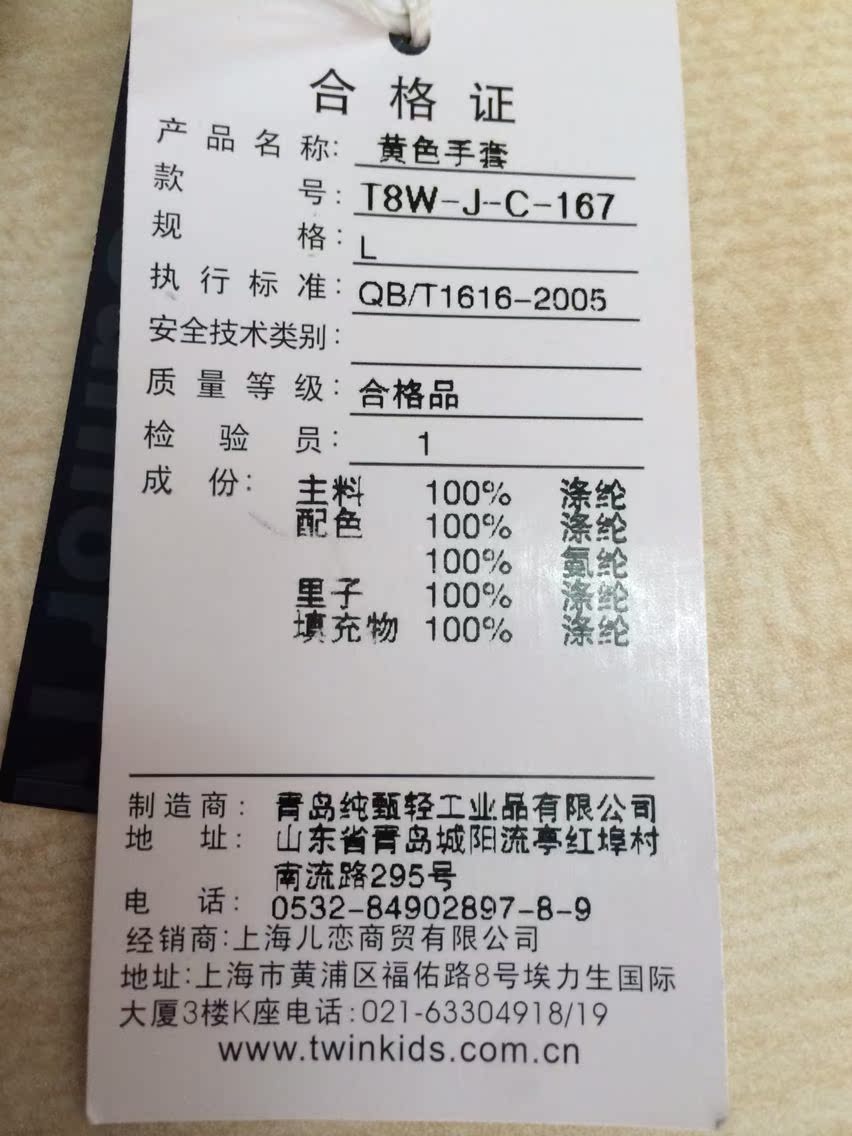 合格证
产品名称: 黄色手套
款号: T8W-J-C-167
规格: L
执行标准: QB/T1616-2005
安全技术类别:
质量等级: 合格品
检验员: 1
成份: 主料 100% 涤纶
配色 100% 涤纶
100% 氨纶
里子 100% 涤纶
填充物 100% 涤纶
制造商: 青岛纯甄轻工业品有限公司
地址: 山东省青岛城阳流亭红埠村
南流路295号
电话: 0532-84902897-8-9
经销商:上海儿恋商贸有限公司
地址:上海市黄浦区福佑路8号埃力生国际
大厦3楼K座电话:021-63304918/19
www.twinkids.com.cn